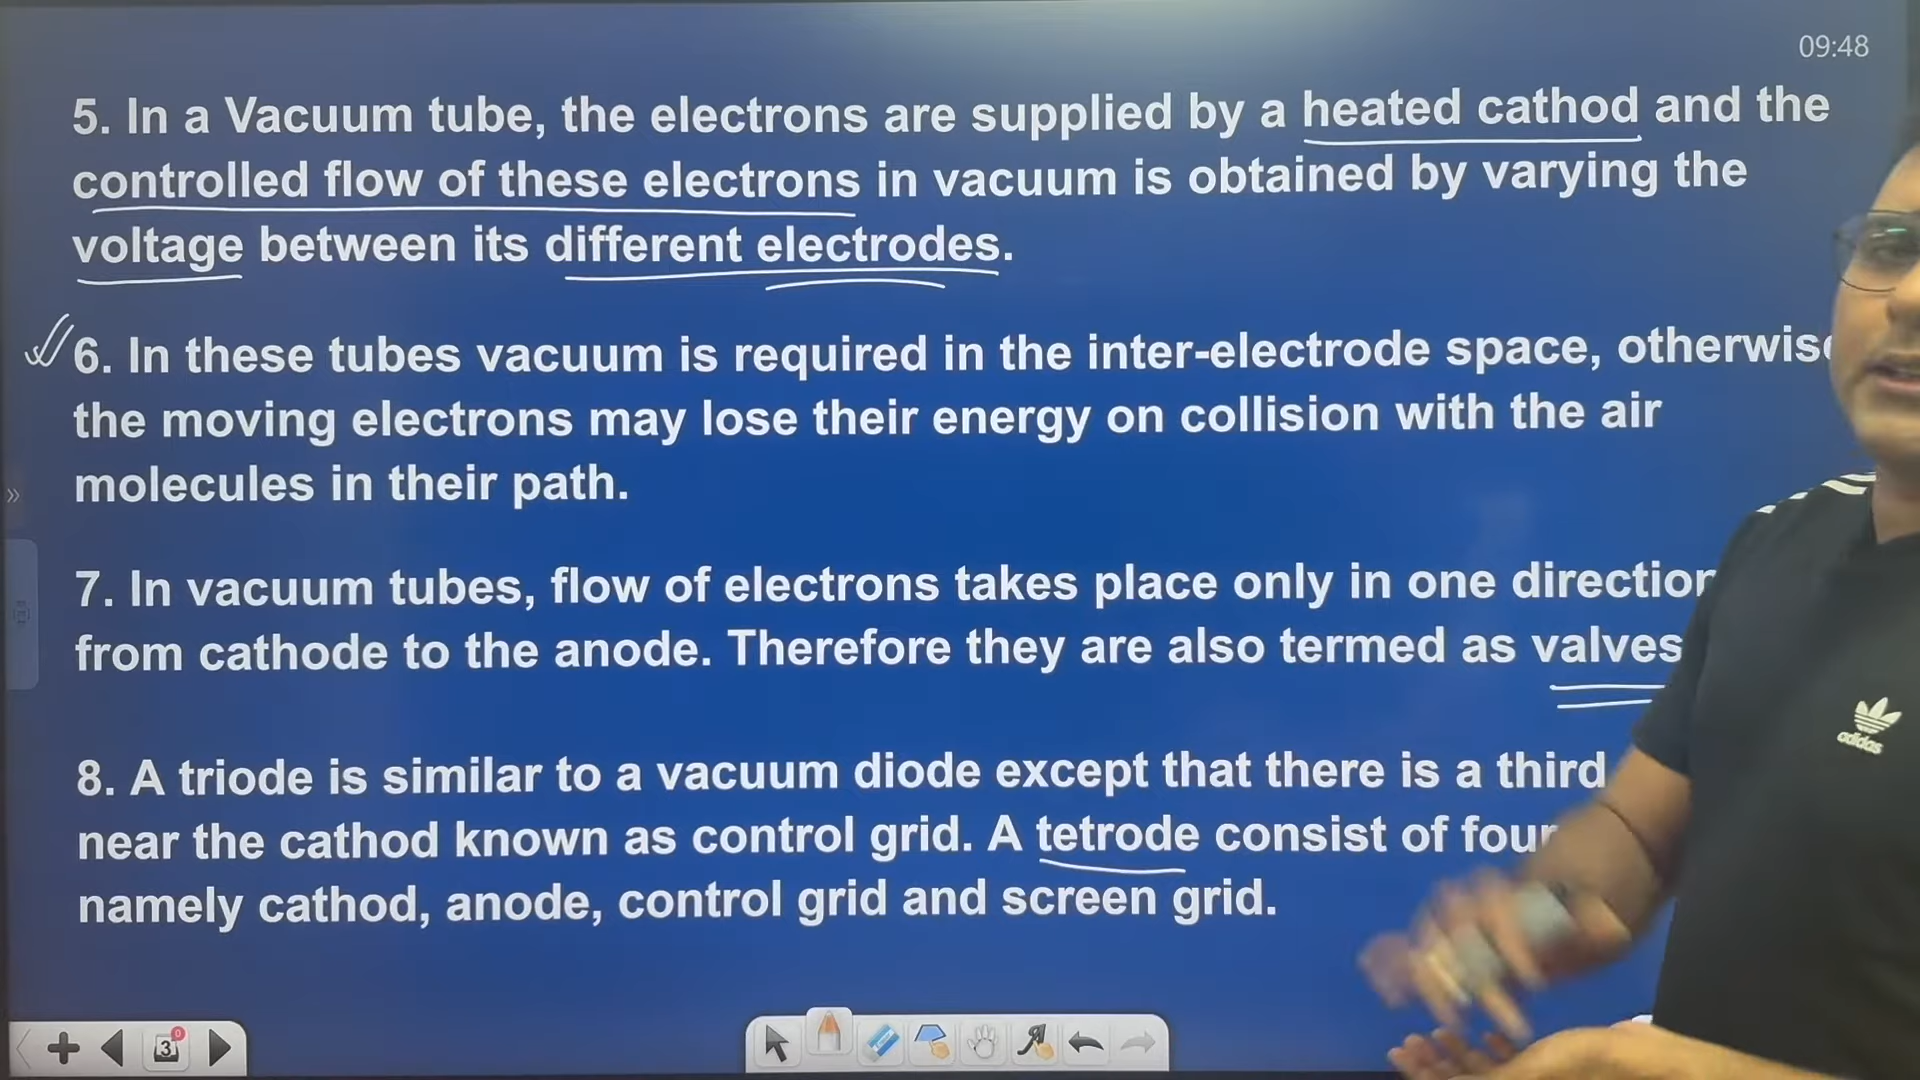 09:48
5. In a Vacuum tube, the electrons are supplied by a heated cathod and the
controlled flow of these electrons in vacuum is obtained by varying the
voltage between its different electrodes.
6. In these tubes vacuum is required in the inter-electrode space, otherwis
the moving electrons may lose their energy on collision with the air
molecules in their path.
7. In vacuum tubes, flow of electrons takes place only in one direction
from cathode to the anode. Therefore they are also termed as valves
8. A triode is similar to a vacuum diode except that there is a third
near the cathod known as control grid. A tetrode consist of four
namely cathod, anode, control grid and screen grid.
adidas
3
0